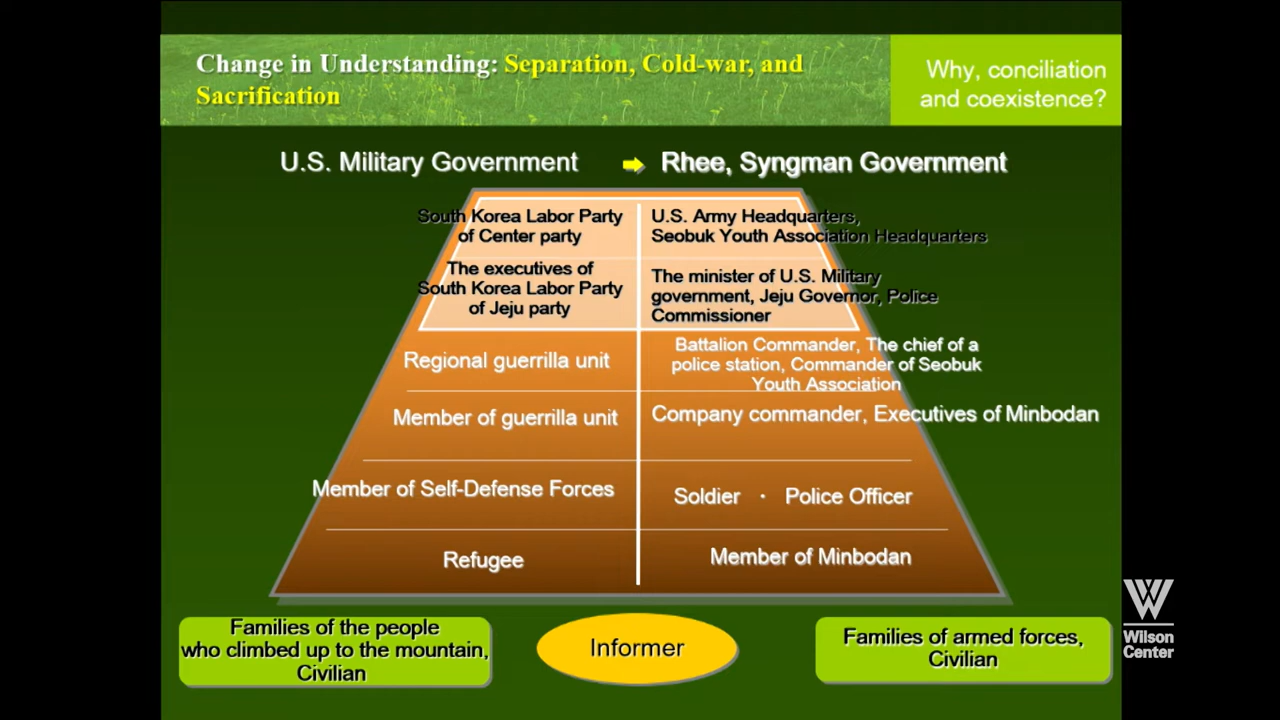 Change in Understanding: Separation, Cold-war, and
Sacrification
Why, conciliation
and coexistence?
U.S. Military Government
Rhee, Syngman Government
South Korea Labor Party
of Center party
U.S. Army Headquarters,
Seobuk Youth Association Headquarters
The executives of
South Korea Labor Party
of Jeju party
The minister of U.S. Military
government, Jeju Governor, Police
Commissioner
Regional guerrilla unit
Battalion Commander, The chief of a
police station, Commander of Seobuk
Youth Association
Member of guerrilla unit
Company commander, Executives of Minbodan
Member of Self-Defense Forces
Soldier · Police Officer
Refugee
Member of Minbodan
Families of the people
who climbed up to the mountain,
Civilian
Informer
Families of armed forces,
Civilian
Wilson
Center